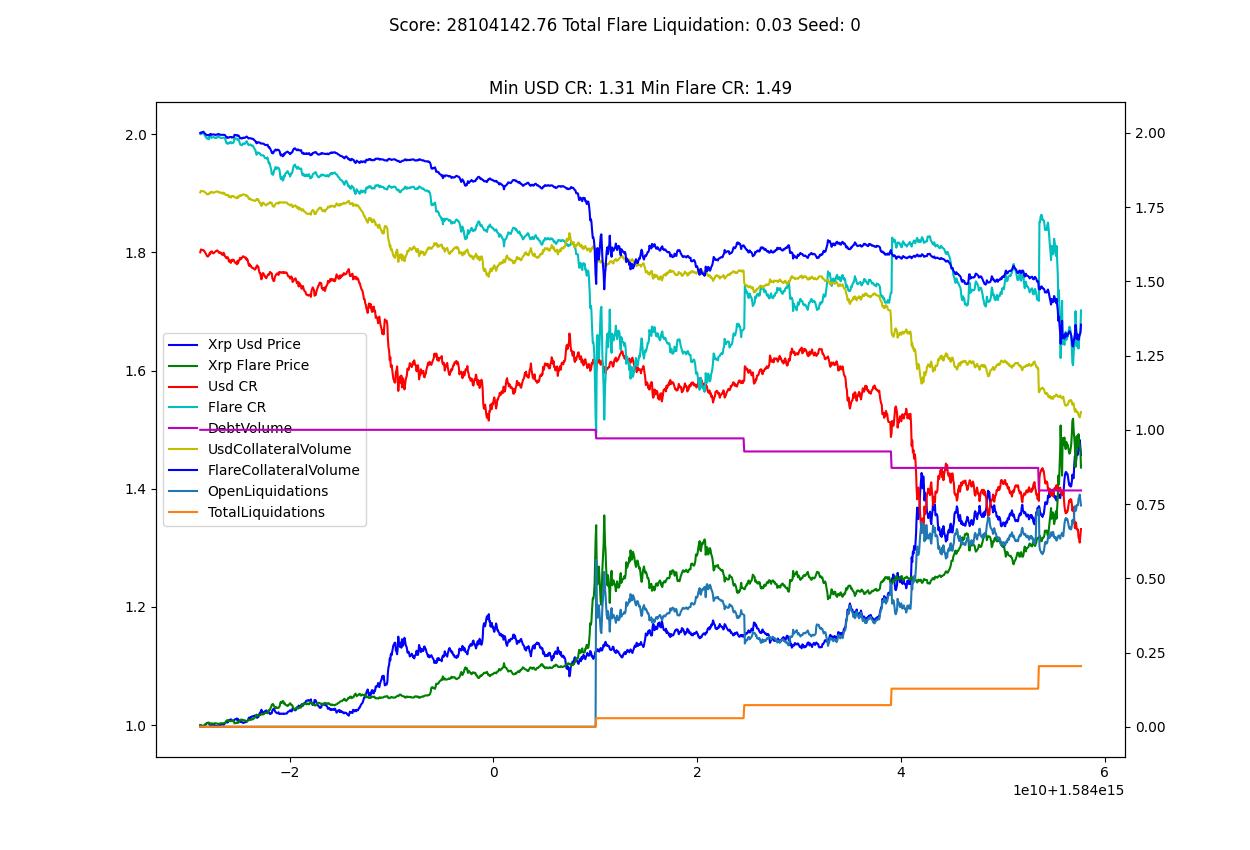 Score: 28104142.76 Total Flare Liquidation: 0.03 Seed: 0
Min USD CR: 1.31 Min Flare CR: 1.49
2.0
1.8
1.6
1.4
1.2
1.0
Xrp Usd Price
Xrp Flare Price
Usd CR
Flare CR
DebtVolume
UsdCollateralVolume
FlareCollateralVolume
OpenLiquidations
TotalLiquidations
2.00
1.75
1.50
1.25
1.00
0.75
0.50
0.25
0.00
−2 0 2 4 6
1e10+1.584e15